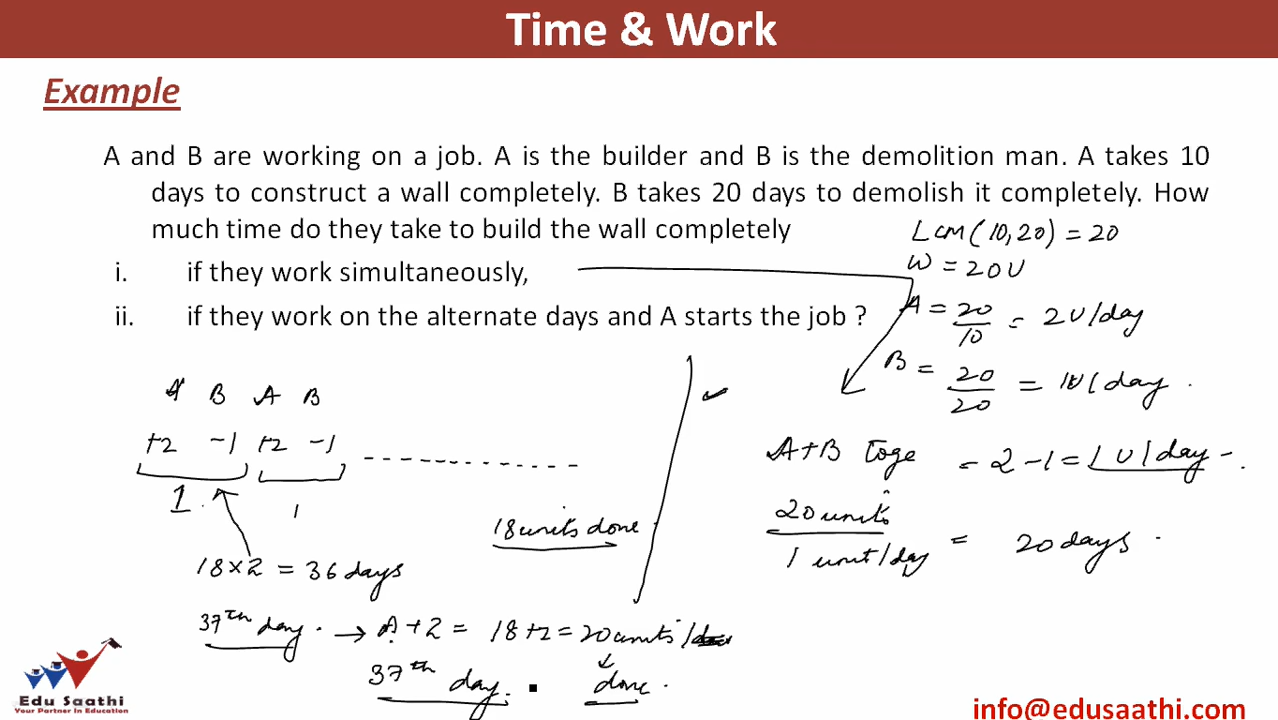 Time & Work
Example
A and B are working on a job. A is the builder and B is the demolition man. A takes 10
days to construct a wall completely. B takes 20 days to demolish it completely. How
much time do they take to build the wall completely
i. if they work simultaneously,
ii. if they work on the alternate days and A starts the job ?
LCM (10,20) = 20
W = 20U
A = 20/10 = 2U/day
B = 20/20 = 1U/day.
A+B toge = 2-1 = 1U/day
20 units / 1 unit/day = 20 days.
A B A B
+2 -1 +2 -1 --------------
1. 1
18 units done
18×2 = 36 days
37th day. → A+2 = 18+2 = 20 units/
37th day. done.
Edu Saathi
Your Partner In Education
info@edusaathi.com